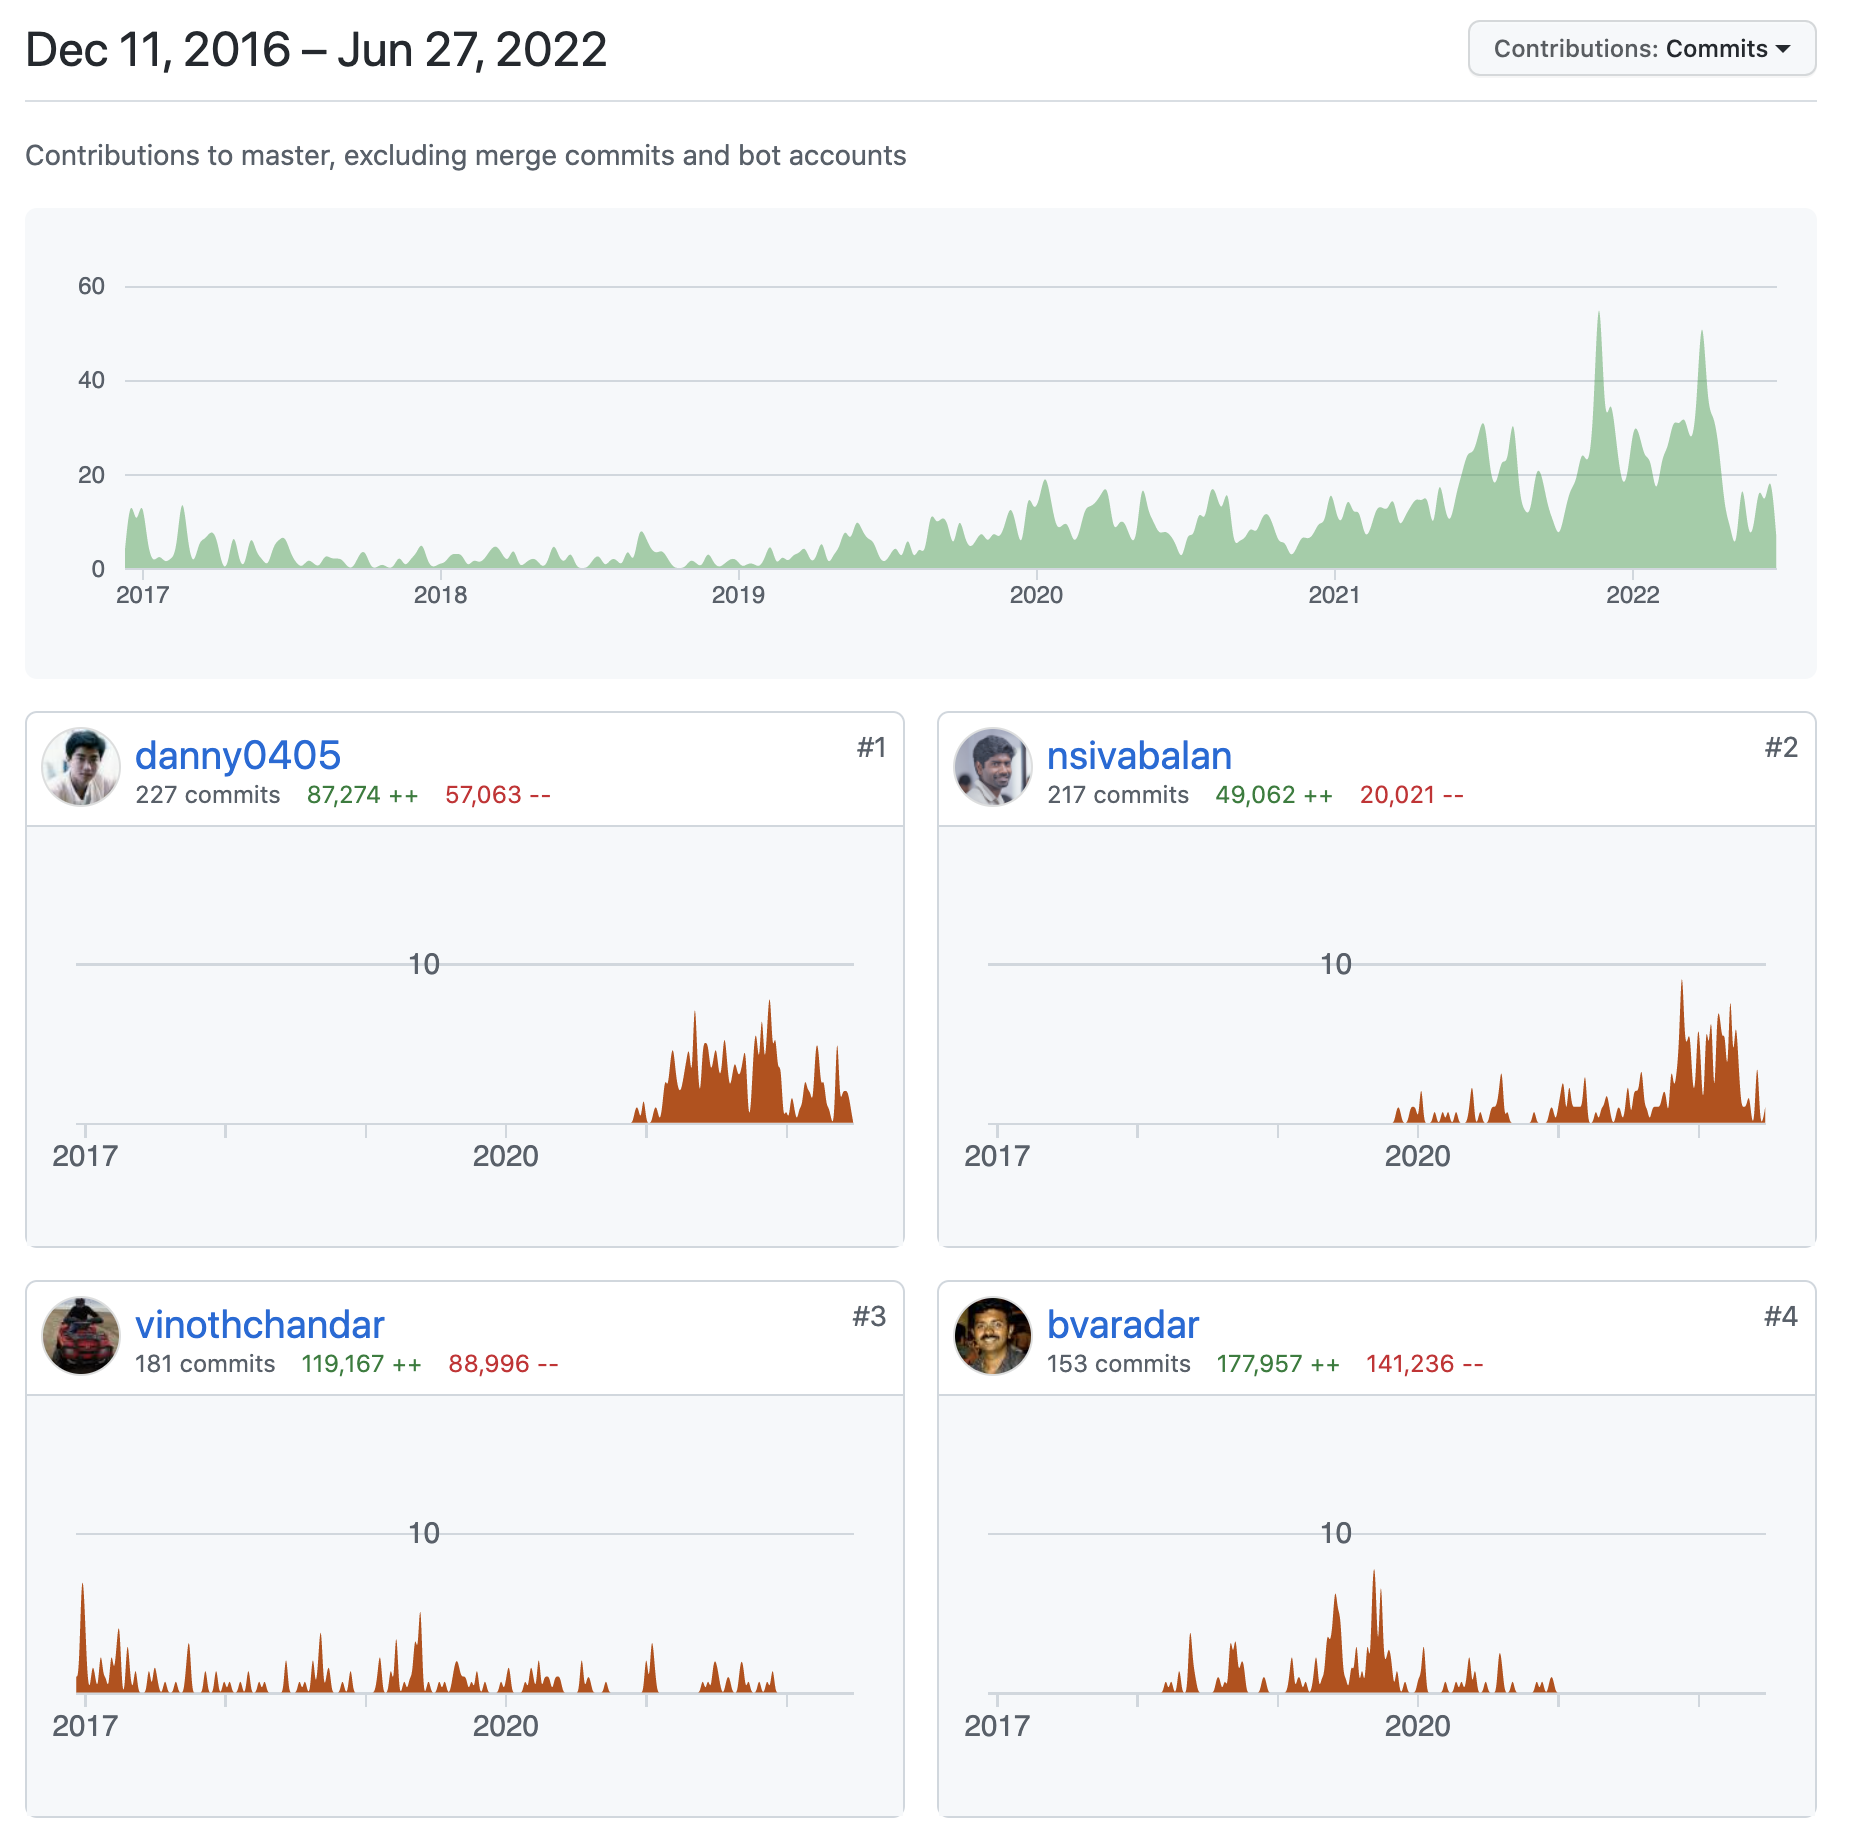 Dec 11, 2016 – Jun 27, 2022
Contributions: Commits
Contributions to master, excluding merge commits and bot accounts
60
40
20
0
2017 2018 2019 2020 2021 2022
danny0405 #1
227 commits 87,274 ++ 57,063 --
10
2017 2020
nsivabalan #2
217 commits 49,062 ++ 20,021 --
10
2017 2020
vinothchandar #3
181 commits 119,167 ++ 88,996 --
10
2017 2020
bvaradar #4
153 commits 177,957 ++ 141,236 --
10
2017 2020